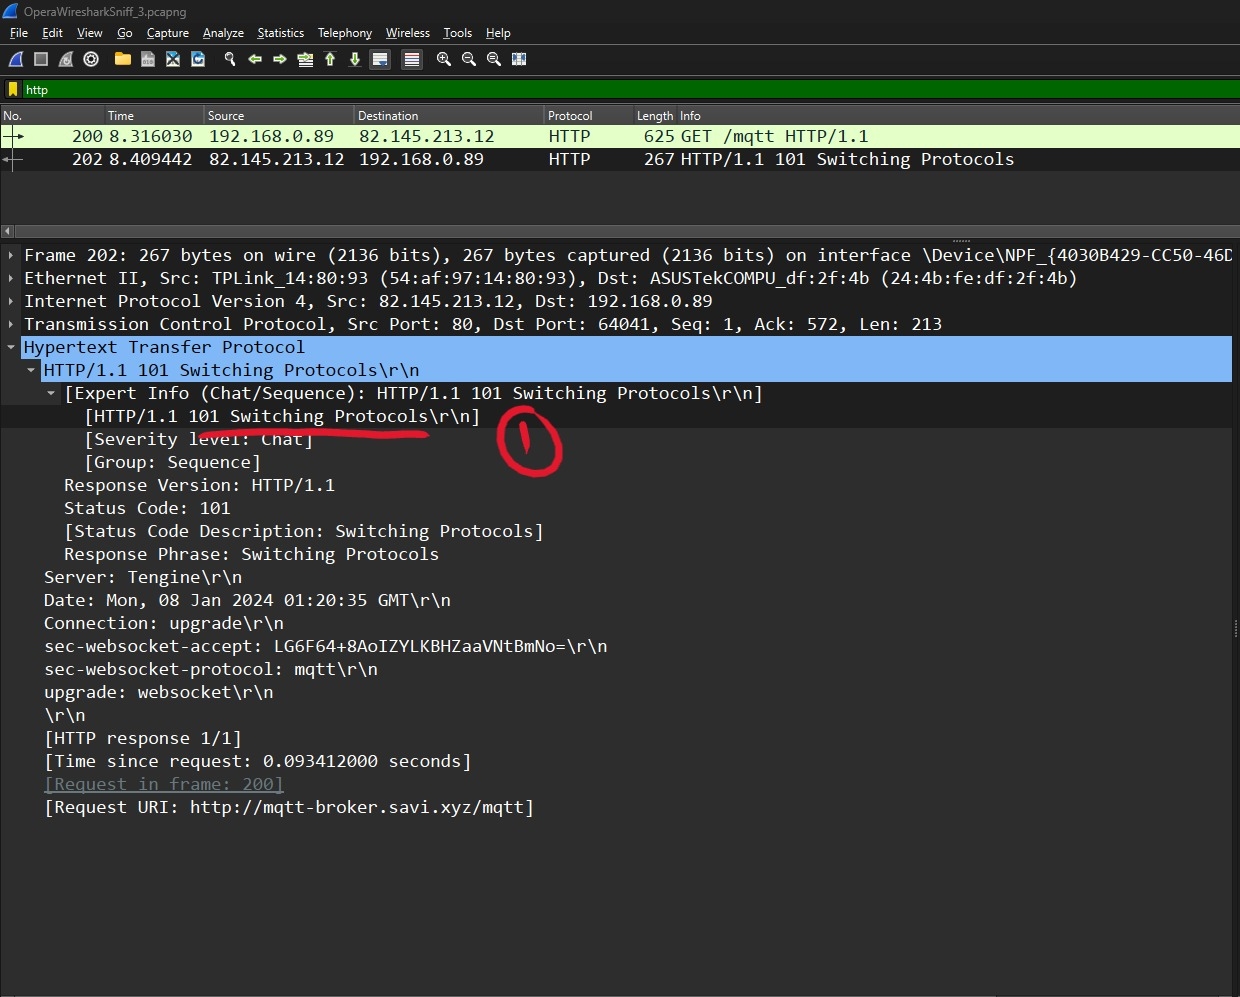 OperaWiresharkSniff_3.pcapng
File Edit View Go Capture Analyze Statistics Telephony Wireless Tools Help
http
No. Time Source Destination Protocol Length Info
200 8.316030 192.168.0.89 82.145.213.12 HTTP 625 GET /mqtt HTTP/1.1
202 8.409442 82.145.213.12 192.168.0.89 HTTP 267 HTTP/1.1 101 Switching Protocols
Frame 202: 267 bytes on wire (2136 bits), 267 bytes captured (2136 bits) on interface \Device\NPF_{4030B429-CC50-46D
Ethernet II, Src: TPLink_14:80:93 (54:af:97:14:80:93), Dst: ASUSTekCOMPU_df:2f:4b (24:4b:fe:df:2f:4b)
Internet Protocol Version 4, Src: 82.145.213.12, Dst: 192.168.0.89
Transmission Control Protocol, Src Port: 80, Dst Port: 64041, Seq: 1, Ack: 572, Len: 213
Hypertext Transfer Protocol
HTTP/1.1 101 Switching Protocols\r\n
[Expert Info (Chat/Sequence): HTTP/1.1 101 Switching Protocols\r\n]
[HTTP/1.1 101 Switching Protocols\r\n]
1
[Severity level: Chat]
[Group: Sequence]
Response Version: HTTP/1.1
Status Code: 101
[Status Code Description: Switching Protocols]
Response Phrase: Switching Protocols
Server: Tengine\r\n
Date: Mon, 08 Jan 2024 01:20:35 GMT\r\n
Connection: upgrade\r\n
sec-websocket-accept: LG6F64+8AoIZYLKBHZaaVNtBmNo=\r\n
sec-websocket-protocol: mqtt\r\n
upgrade: websocket\r\n
\r\n
[HTTP response 1/1]
[Time since request: 0.093412000 seconds]
[Request in frame: 200]
[Request URI: http://mqtt-broker.savi.xyz/mqtt]